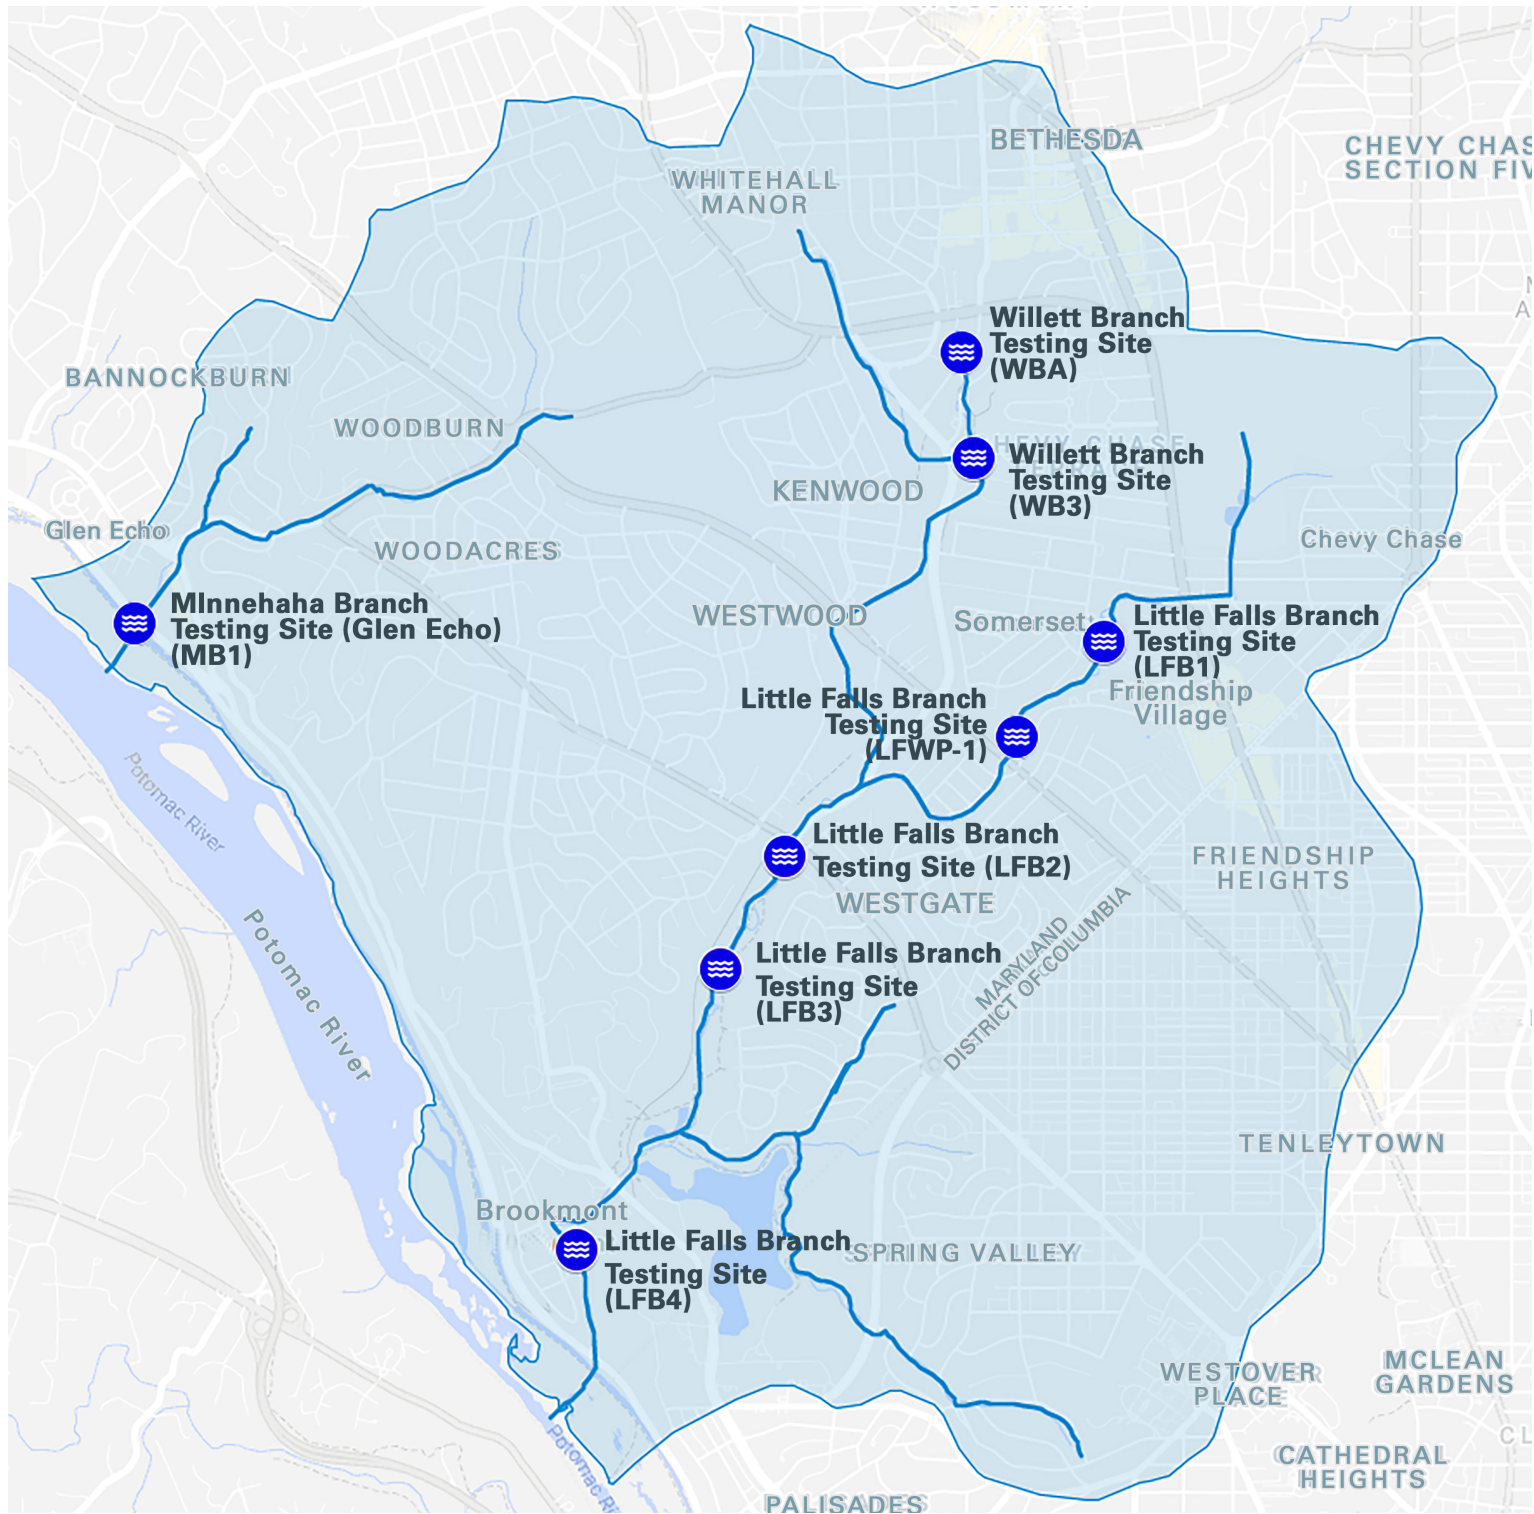 BETHESDA
CHEVY CHAS
SECTION FIV
WHITEHALL
MANOR
Willett Branch
Testing Site
(WBA)
BANNOCKBURN
WOODBURN
Willett Branch
Testing Site
(WB3)
KENWOOD
Glen Echo
WOODACRES
Chevy Chase
MInnehaha Branch
Testing Site (Glen Echo)
(MB1)
WESTWOOD
Somerset
Little Falls Branch
Testing Site
(LFB1)
Friendship
Village
Little Falls Branch
Testing Site
(LFWP-1)
Potomac River
Little Falls Branch
Testing Site (LFB2)
FRIENDSHIP
HEIGHTS
WESTGATE
MARYLAND
DISTRICT OF COLUMBIA
Potomac River
Little Falls Branch
Testing Site
(LFB3)
TENLEYTOWN
Brookmont
Little Falls Branch
Testing Site
(LFB4)
SPRING VALLEY
WESTOVER
PLACE
MCLEAN
GARDENS
CATHEDRAL
HEIGHTS
CL
Potomac Ri
PALISADES